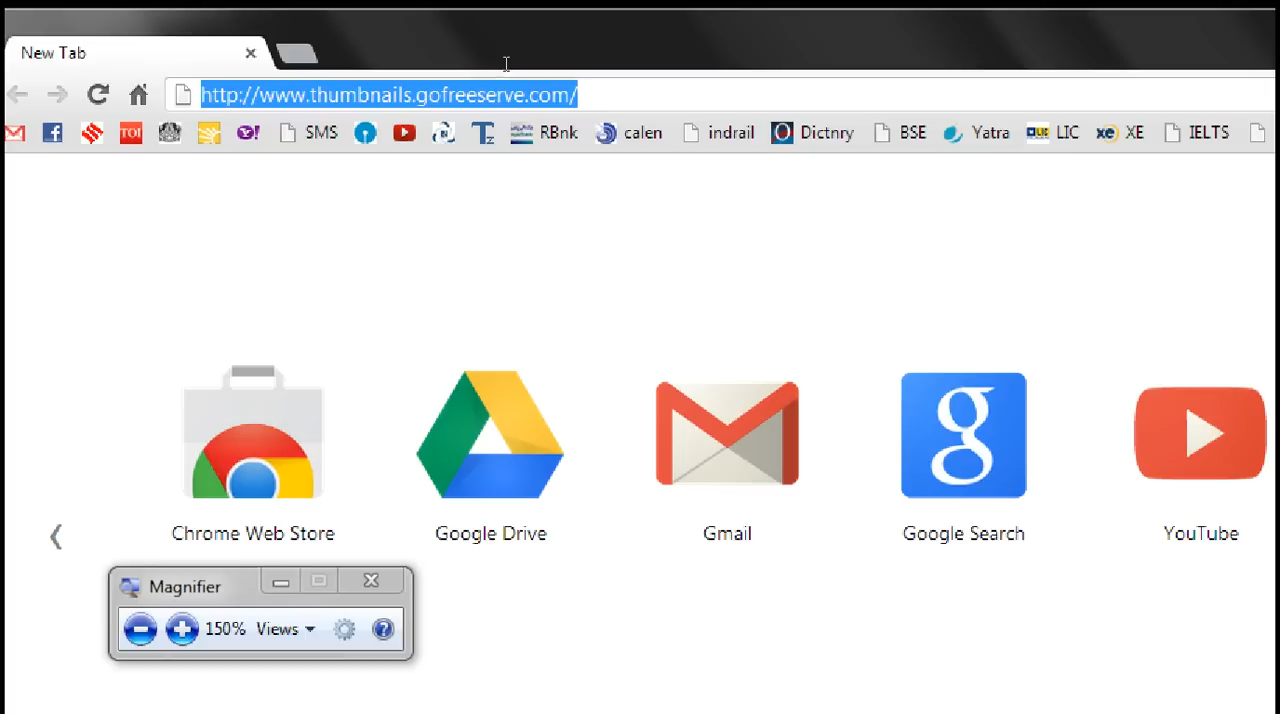 New Tab
http://www.thumbnails.gofreeserve.com/
TOI Y! SMS RBnk calen indrail Dictnry BSE Yatra LIC xe XE IELTS
Chrome Web Store Google Drive Gmail Google Search YouTube
Magnifier
150% Views